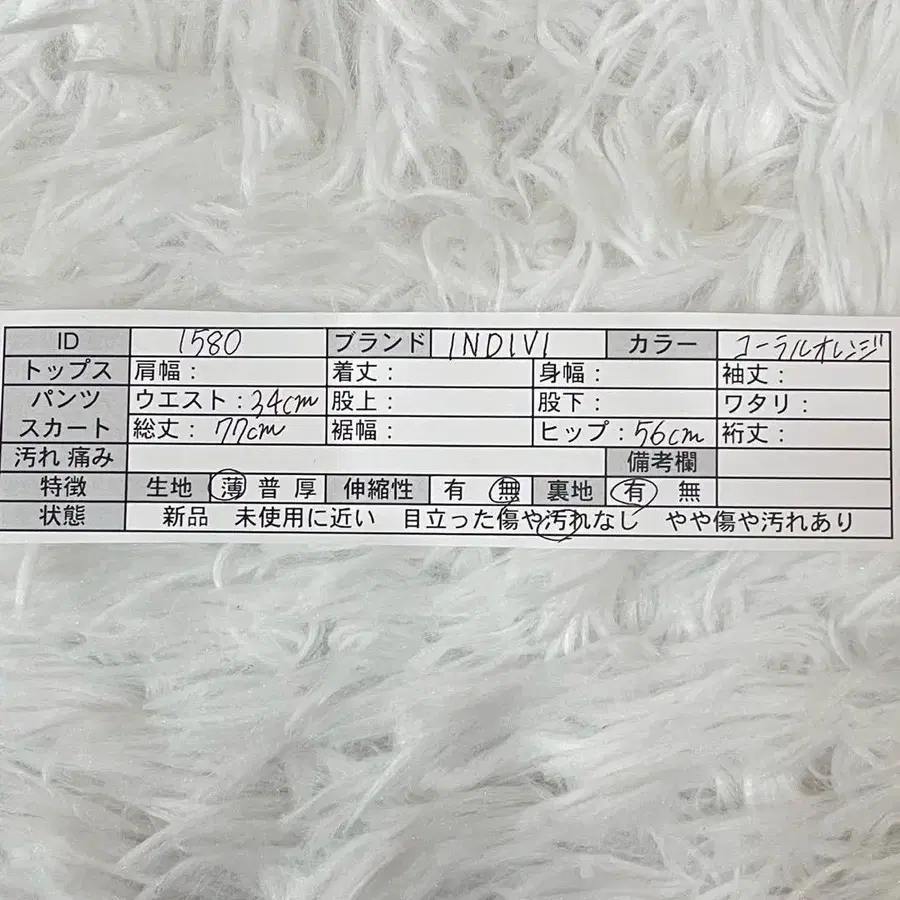 ID 1580 ブランド INDIVI カラー コーラルオレンジ
トップス 肩幅: 着丈: 身幅: 袖丈:
パンツ ウエスト:34cm 股上: 股下: ワタリ:
スカート 総丈:77cm 裾幅: ヒップ:56cm 裄丈:
汚れ 痛み 備考欄
特徴 生地 薄 普 厚 伸縮性 有 無 裏地 有 無
状態 新品 未使用に近い 目立った傷や汚れなし やや傷や汚れあり